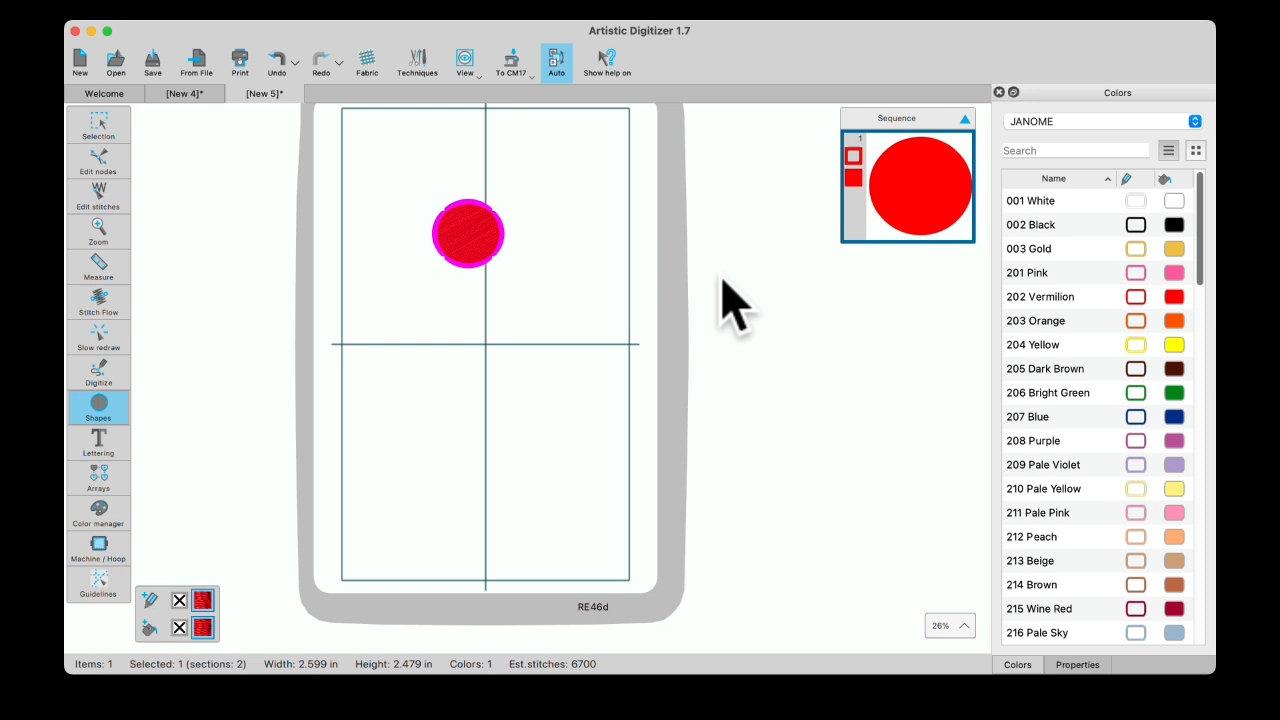 Artistic Digitizer 1.7
New
Open
Save
From File
Print
Undo
Redo
Fabric
Techniques
View
To CM17
Auto
Show help on
Welcome
[New 4]*
[New 5]*
Selection
Edit nodes
Edit stitches
Zoom
Measure
Stitch Flow
Slow redraw
Digitize
Shapes
Lettering
Arrays
Color manager
Machine / Hoop
Guidelines
RE46d
Sequence
1
26%
Colors
JANOME
Search
Name
001 White
002 Black
003 Gold
201 Pink
202 Vermilion
203 Orange
204 Yellow
205 Dark Brown
206 Bright Green
207 Blue
208 Purple
209 Pale Violet
210 Pale Yellow
211 Pale Pink
212 Peach
213 Beige
214 Brown
215 Wine Red
216 Pale Sky
Items: 1 Selected: 1 (sections: 2) Width: 2.599 in Height: 2.479 in Colors: 1 Est.stitches: 6700
Colors
Properties